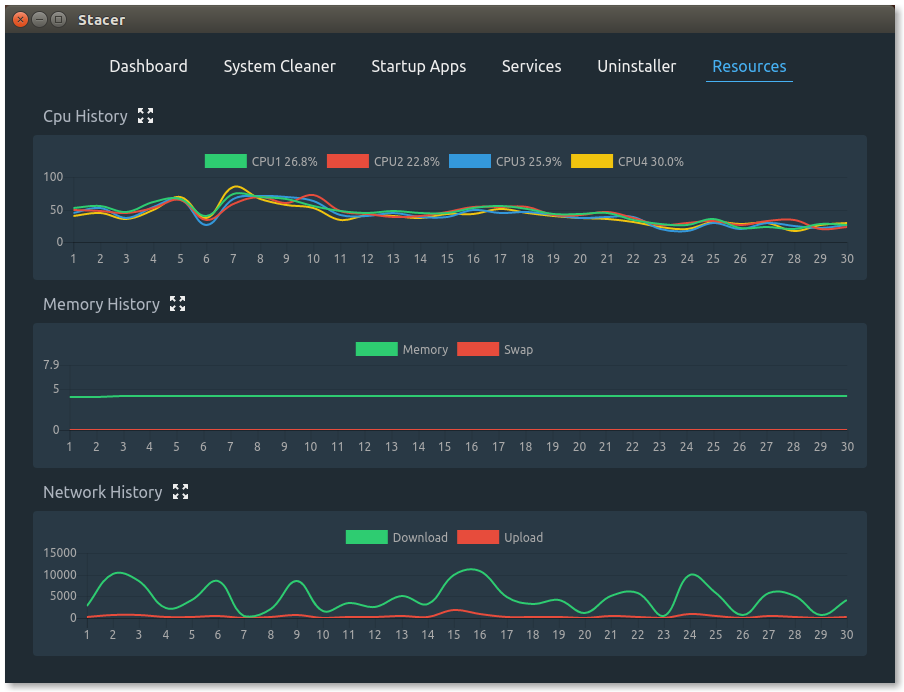 Stacer
Dashboard System Cleaner Startup Apps Services Uninstaller Resources
Cpu History
CPU1 26.8% CPU2 22.8% CPU3 25.9% CPU4 30.0%
100
50
0
1 2 3 4 5 6 7 8 9 10 11 12 13 14 15 16 17 18 19 20 21 22 23 24 25 26 27 28 29 30
Memory History
Memory Swap
7.9
5
0
1 2 3 4 5 6 7 8 9 10 11 12 13 14 15 16 17 18 19 20 21 22 23 24 25 26 27 28 29 30
Network History
Download Upload
15000
10000
5000
0
1 2 3 4 5 6 7 8 9 10 11 12 13 14 15 16 17 18 19 20 21 22 23 24 25 26 27 28 29 30